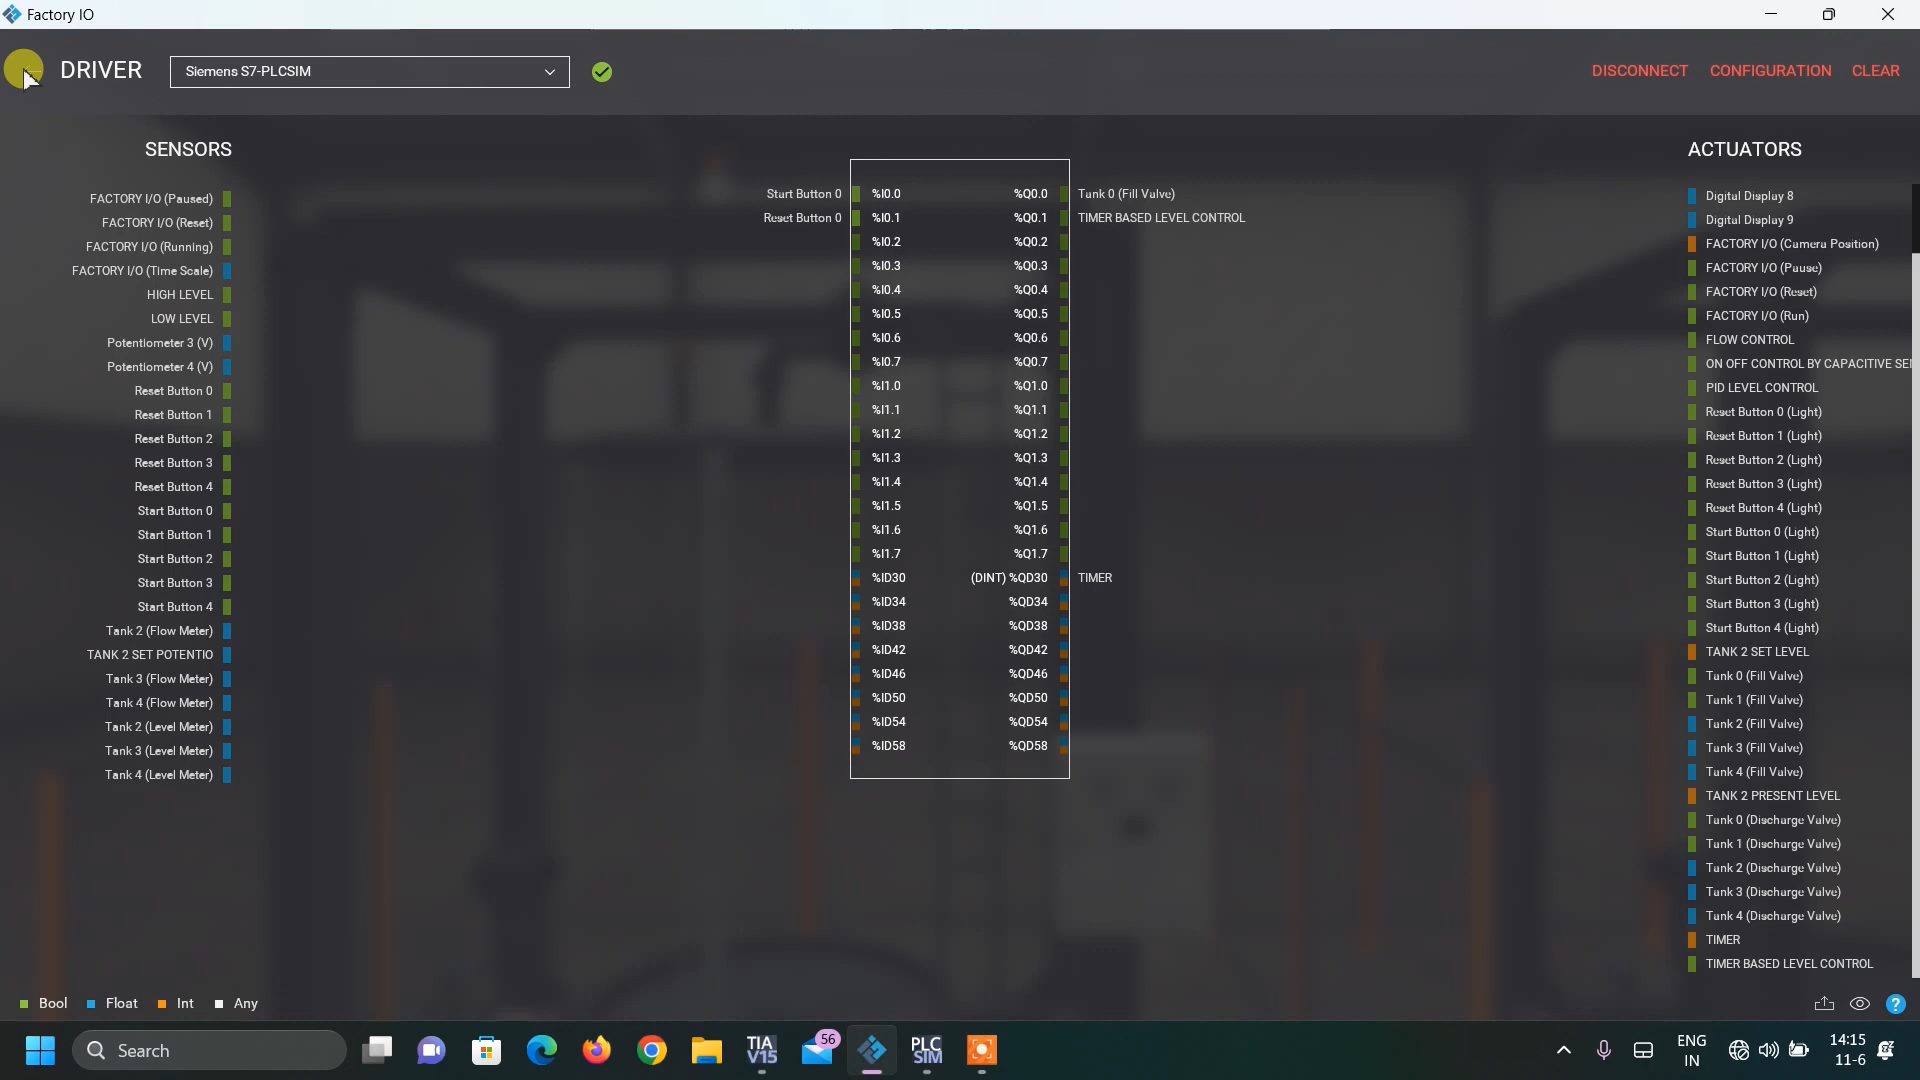 Factory IO
DRIVER
Siemens S7-PLCSIM
DISCONNECT
CONFIGURATION
CLEAR
SENSORS
FACTORY I/O (Paused)
FACTORY I/O (Reset)
FACTORY I/O (Running)
FACTORY I/O (Time Scale)
HIGH LEVEL
LOW LEVEL
Potentiometer 3 (V)
Potentiometer 4 (V)
Reset Button 0
Reset Button 1
Reset Button 2
Reset Button 3
Reset Button 4
Start Button 0
Start Button 1
Start Button 2
Start Button 3
Start Button 4
Tank 2 (Flow Meter)
TANK 2 SET POTENTIO
Tank 3 (Flow Meter)
Tank 4 (Flow Meter)
Tank 2 (Level Meter)
Tank 3 (Level Meter)
Tank 4 (Level Meter)
Start Button 0 %I0.0 %Q0.0 Tank 0 (Fill Valve)
Reset Button 0 %I0.1 %Q0.1 TIMER BASED LEVEL CONTROL
%I0.2 %Q0.2
%I0.3 %Q0.3
%I0.4 %Q0.4
%I0.5 %Q0.5
%I0.6 %Q0.6
%I0.7 %Q0.7
%I1.0 %Q1.0
%I1.1 %Q1.1
%I1.2 %Q1.2
%I1.3 %Q1.3
%I1.4 %Q1.4
%I1.5 %Q1.5
%I1.6 %Q1.6
%I1.7 %Q1.7
%ID30 (DINT) %QD30 TIMER
%ID34 %QD34
%ID38 %QD38
%ID42 %QD42
%ID46 %QD46
%ID50 %QD50
%ID54 %QD54
%ID58 %QD58
ACTUATORS
Digital Display 8
Digital Display 9
FACTORY I/O (Camera Position)
FACTORY I/O (Pause)
FACTORY I/O (Reset)
FACTORY I/O (Run)
FLOW CONTROL
ON OFF CONTROL BY CAPACITIVE SEI
PID LEVEL CONTROL
Reset Button 0 (Light)
Reset Button 1 (Light)
Reset Button 2 (Light)
Reset Button 3 (Light)
Reset Button 4 (Light)
Start Button 0 (Light)
Start Button 1 (Light)
Start Button 2 (Light)
Start Button 3 (Light)
Start Button 4 (Light)
TANK 2 SET LEVEL
Tank 0 (Fill Valve)
Tank 1 (Fill Valve)
Tank 2 (Fill Valve)
Tank 3 (Fill Valve)
Tank 4 (Fill Valve)
TANK 2 PRESENT LEVEL
Tank 0 (Discharge Valve)
Tank 1 (Discharge Valve)
Tank 2 (Discharge Valve)
Tank 3 (Discharge Valve)
Tank 4 (Discharge Valve)
TIMER
TIMER BASED LEVEL CONTROL
Bool Float Int Any
?
Search
TIA
V15
56
PLC
SIM
ENG
IN
14:15
11-6